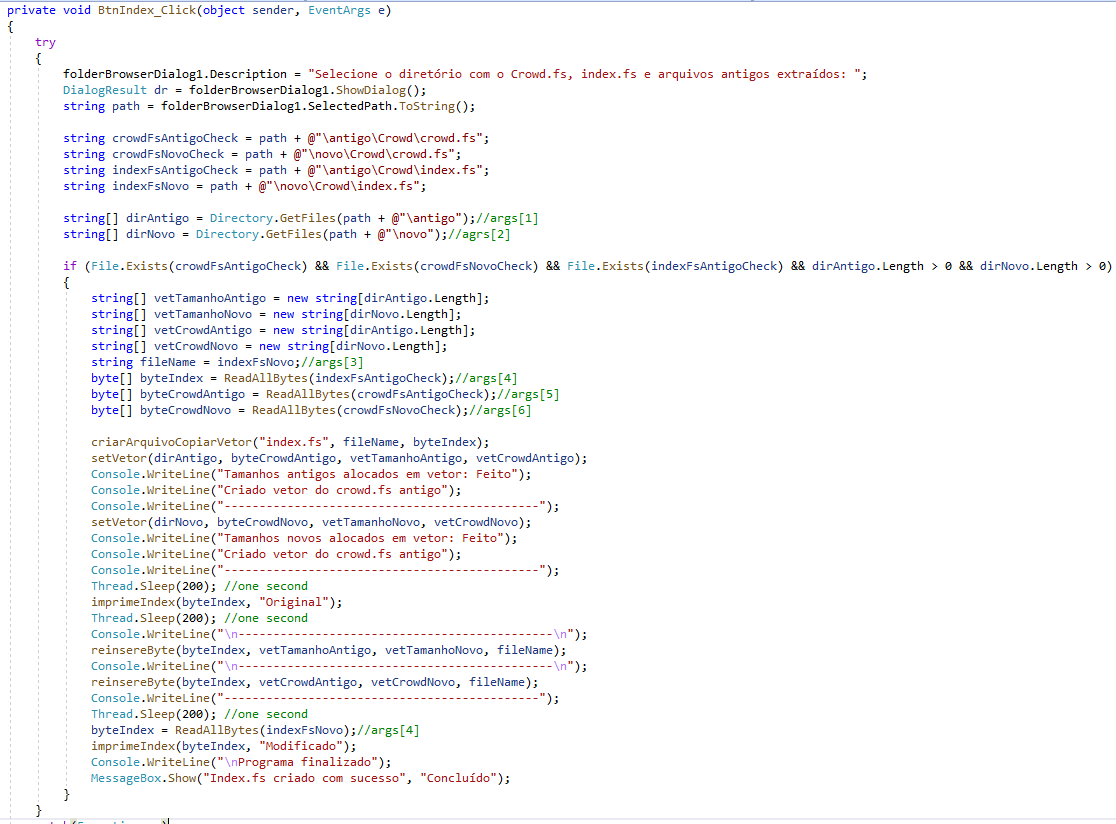 private void BtnIndex_Click(object sender, EventArgs e)
{
try
{
folderBrowserDialog1.Description = "Selecione o diretório com o Crowd.fs, index.fs e arquivos antigos extraídos: ";
DialogResult dr = folderBrowserDialog1.ShowDialog();
string path = folderBrowserDialog1.SelectedPath.ToString();
string crowdFsAntigoCheck = path + @"\antigo\Crowd\crowd.fs";
string crowdFsNovoCheck = path + @"\novo\Crowd\crowd.fs";
string indexFsAntigoCheck = path + @"\antigo\Crowd\index.fs";
string indexFsNovo = path + @"\novo\Crowd\index.fs";
string[] dirAntigo = Directory.GetFiles(path + @"\antigo");//args[1]
string[] dirNovo = Directory.GetFiles(path + @"\novo");//agrs[2]
if (File.Exists(crowdFsAntigoCheck) && File.Exists(crowdFsNovoCheck) && File.Exists(indexFsAntigoCheck) && dirAntigo.Length > 0 && dirNovo.Length > 0)
{
string[] vetTamanhoAntigo = new string[dirAntigo.Length];
string[] vetTamanhoNovo = new string[dirNovo.Length];
string[] vetCrowdAntigo = new string[dirAntigo.Length];
string[] vetCrowdNovo = new string[dirNovo.Length];
string fileName = indexFsNovo;//args[3]
byte[] byteIndex = ReadAllBytes(indexFsAntigoCheck);//args[4]
byte[] byteCrowdAntigo = ReadAllBytes(crowdFsAntigoCheck);//args[5]
byte[] byteCrowdNovo = ReadAllBytes(crowdFsNovoCheck);//args[6]
criarArquivoCopiarVetor("index.fs", fileName, byteIndex);
setVetor(dirAntigo, byteCrowdAntigo, vetTamanhoAntigo, vetCrowdAntigo);
Console.WriteLine("Tamanhos antigos alocados em vetor: Feito");
Console.WriteLine("Criado vetor do crowd.fs antigo");
Console.WriteLine("---------------------------------------------");
setVetor(dirNovo, byteCrowdNovo, vetTamanhoNovo, vetCrowdNovo);
Console.WriteLine("Tamanhos novos alocados em vetor: Feito");
Console.WriteLine("Criado vetor do crowd.fs antigo");
Console.WriteLine("---------------------------------------------");
Thread.Sleep(200); //one second
imprimeIndex(byteIndex, "Original");
Thread.Sleep(200); //one second
Console.WriteLine("\n---------------------------------------------\n");
reinsereByte(byteIndex, vetTamanhoAntigo, vetTamanhoNovo, fileName);
Console.WriteLine("\n---------------------------------------------\n");
reinsereByte(byteIndex, vetCrowdAntigo, vetCrowdNovo, fileName);
Console.WriteLine("---------------------------------------------");
Thread.Sleep(200); //one second
byteIndex = ReadAllBytes(indexFsNovo);//args[4]
imprimeIndex(byteIndex, "Modificado");
Console.WriteLine("\nPrograma finalizado");
MessageBox.Show("Index.fs criado com sucesso", "Concluído");
}
}